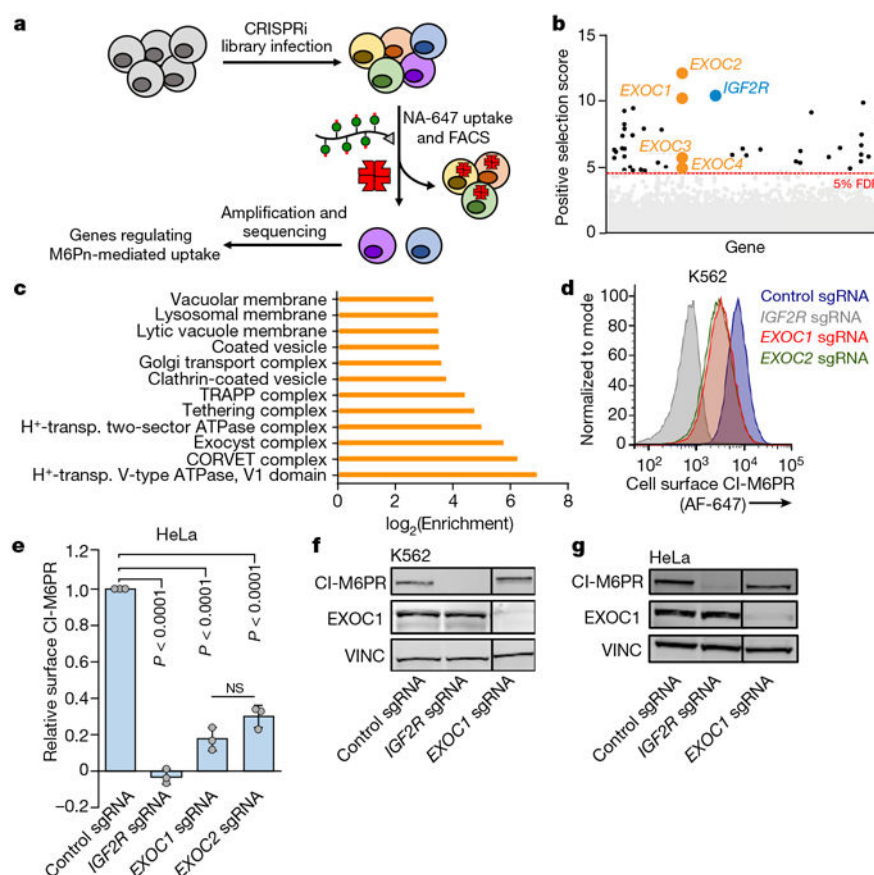 a
CRISPRi
library infection
NA-647 uptake
and FACS
Amplification and
sequencing
Genes regulating
M6Pn-mediated uptake
b
Positive selection score
15
10
5
0
EXOC2
EXOC1
IGF2R
EXOC3
EXOC4
5% FDR
Gene
c
Vacuolar membrane
Lysosomal membrane
Lytic vacuole membrane
Coated vesicle
Golgi transport complex
Clathrin-coated vesicle
TRAPP complex
Tethering complex
H⁺-transp. two-sector ATPase complex
Exocyst complex
CORVET complex
H⁺-transp. V-type ATPase, V1 domain
0 2 4 6 8
log₂(Enrichment)
d
K562
Normalized to mode
100
80
60
40
20
0
10² 10³ 10⁴ 10⁵
Cell surface CI-M6PR
(AF-647)
Control sgRNA
IGF2R sgRNA
EXOC1 sgRNA
EXOC2 sgRNA
e
HeLa
Relative surface CI-M6PR
1.2
1.0
0.8
0.6
0.4
0.2
0
−0.2
P < 0.0001
P < 0.0001
P < 0.0001
NS
Control sgRNA
IGF2R sgRNA
EXOC1 sgRNA
EXOC2 sgRNA
f
K562
CI-M6PR
EXOC1
VINC
Control sgRNA
IGF2R sgRNA
EXOC1 sgRNA
g
HeLa
CI-M6PR
EXOC1
VINC
Control sgRNA
IGF2R sgRNA
EXOC1 sgRNA